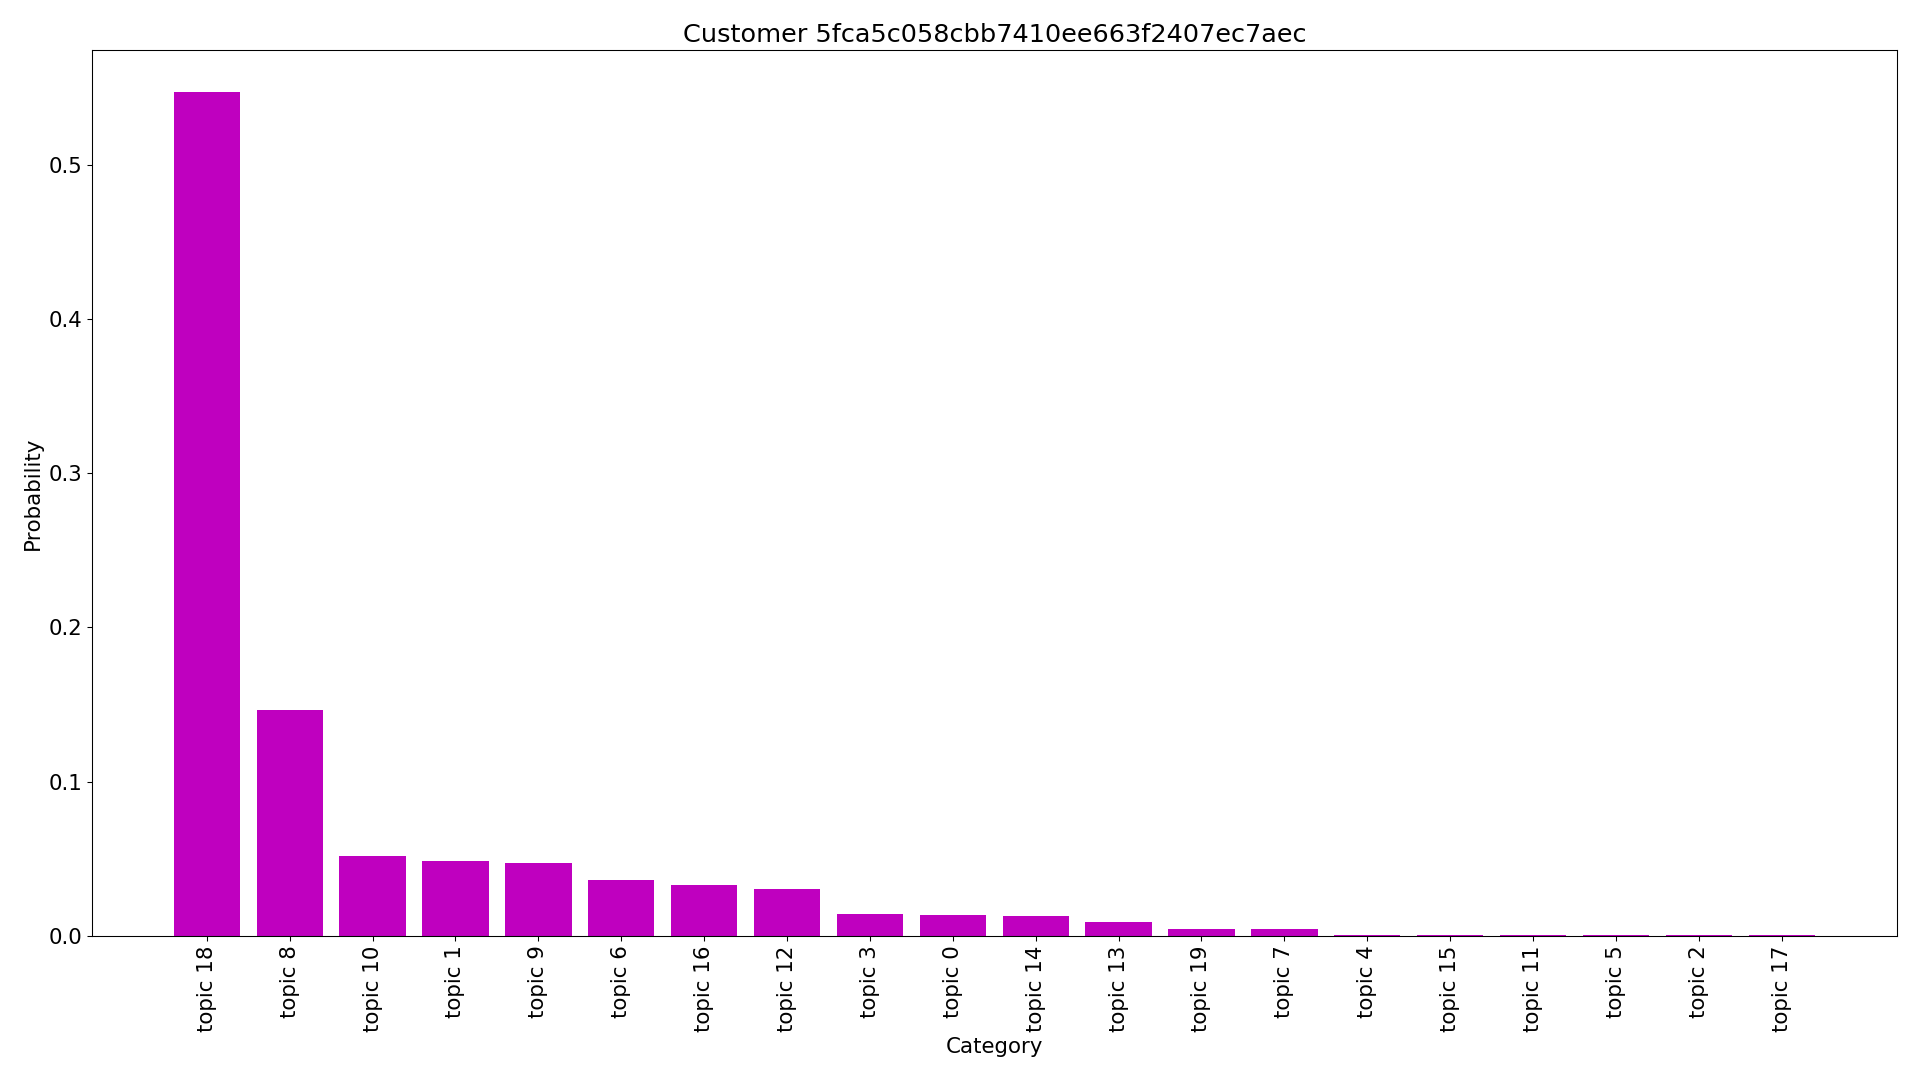 Customer 5fca5c058cbb7410ee663f2407ec7aec
Probability
0.5
0.4
0.3
0.2
0.1
0.0
topic 18
topic 8
topic 10
topic 1
topic 9
topic 6
topic 16
topic 12
topic 3
topic 0
topic 14
topic 13
topic 19
topic 7
topic 4
topic 15
topic 11
topic 5
topic 2
topic 17
Category